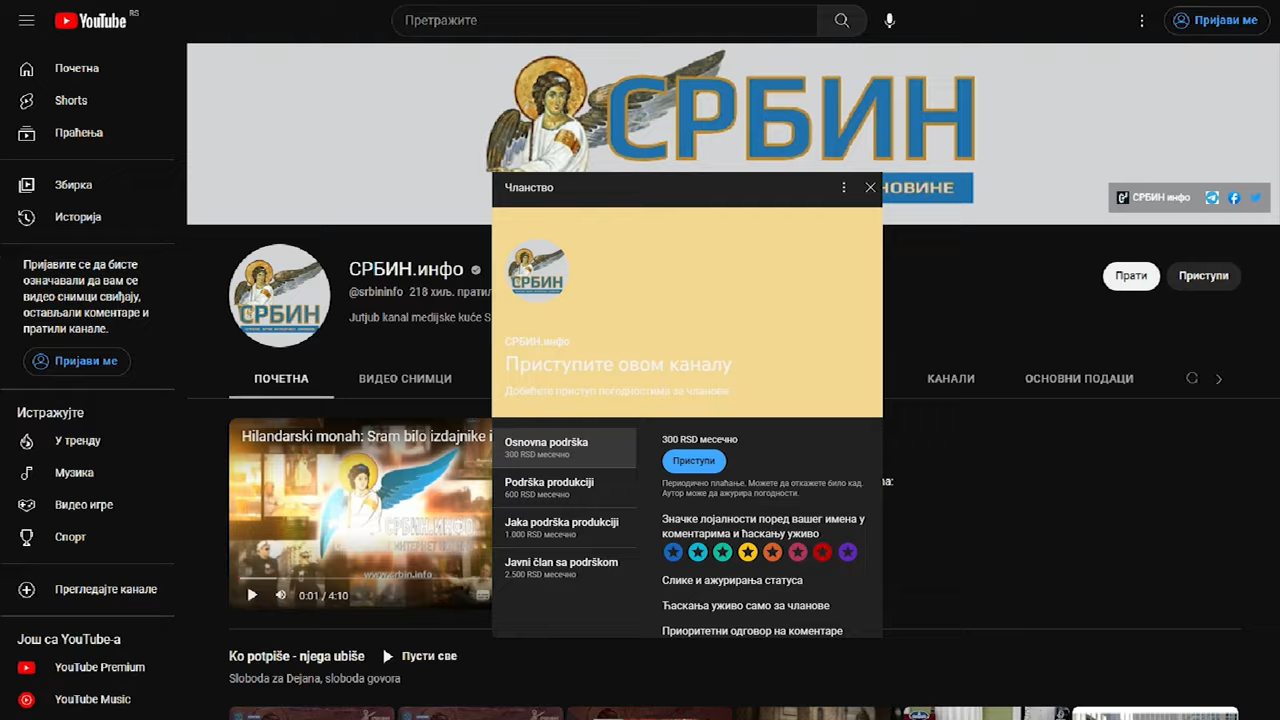 YouTube RS
Претражите
Пријави ме
Почетна
Shorts
Праћења
Збирка
Историја
Пријавите се да бисте
означавали да вам се
видео снимци свиђају,
остављали коментаре и
пратили канале.
Пријави ме
Истражујте
У тренду
Музика
Видео игре
Спорт
Прегледајте канале
Још са YouTube-а
YouTube Premium
YouTube Music
СРБИН
НОВИНЕ
СРБИН инфо
СРБИН
СРБИН.инфо
@srbininfo 218 хиљ. пратил
Jutjub kanal medijske kuće S
Прати
Приступи
ПОЧЕТНА
ВИДЕО СНИМЦИ
КАНАЛИ
ОСНОВНИ ПОДАЦИ
Hilandarski monah: Sram bilo izdajnike i
СРБИН.ИНФО
www.srbin.info
0:01 / 4:10
Ko potpiše - njega ubiše
Пусти све
Sloboda za Dejana, sloboda govora
Чланство
СРБИН
СРБИН.инфо
Приступите овом каналу
Добићете приступ погодностима за чланове
Osnovna podrška
300 RSD месечно
Podrška produkciji
600 RSD месечно
Jaka podrška produkciji
1.000 RSD месечно
Javni član sa podrškom
2.500 RSD месечно
300 RSD месечно
Приступи
Периодично плаћање. Можете да откажете било кад.
Аутор може да ажурира погодности.
Значке лојалности поред вашег имена у
коментарима и ћаскању уживо
Слике и ажурирања статуса
Ћаскања уживо само за чланове
Приоритетни одговор на коментаре